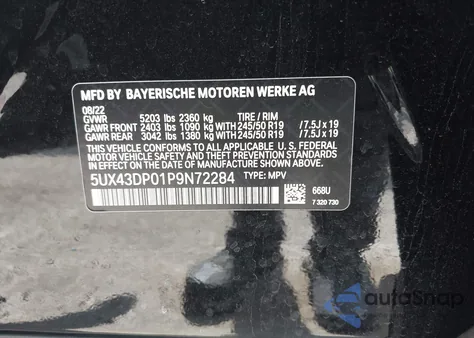 MFD BY BAYERISCHE MOTOREN WERKE AG
08/22
GVWR 5203 lbs 2360 kg TIRE / RIM
GAWR FRONT 2403 lbs 1090 kg WITH 245/50 R19 /7.5J x 19
GAWR REAR 3042 lbs 1380 kg WITH 245/50 R19 /7.5J x 19
THIS VEHICLE CONFORMS TO ALL APPLICABLE
U.S. FEDERAL MOTOR VEHICLE SAFETY
STANDARDS IN EFFECT ON THE DATE OF
MANUFACTURE SHOWN ABOVE.
5UX43DP01P9N72284 TYPE: MPV
668U
7 320 730
autoSnap